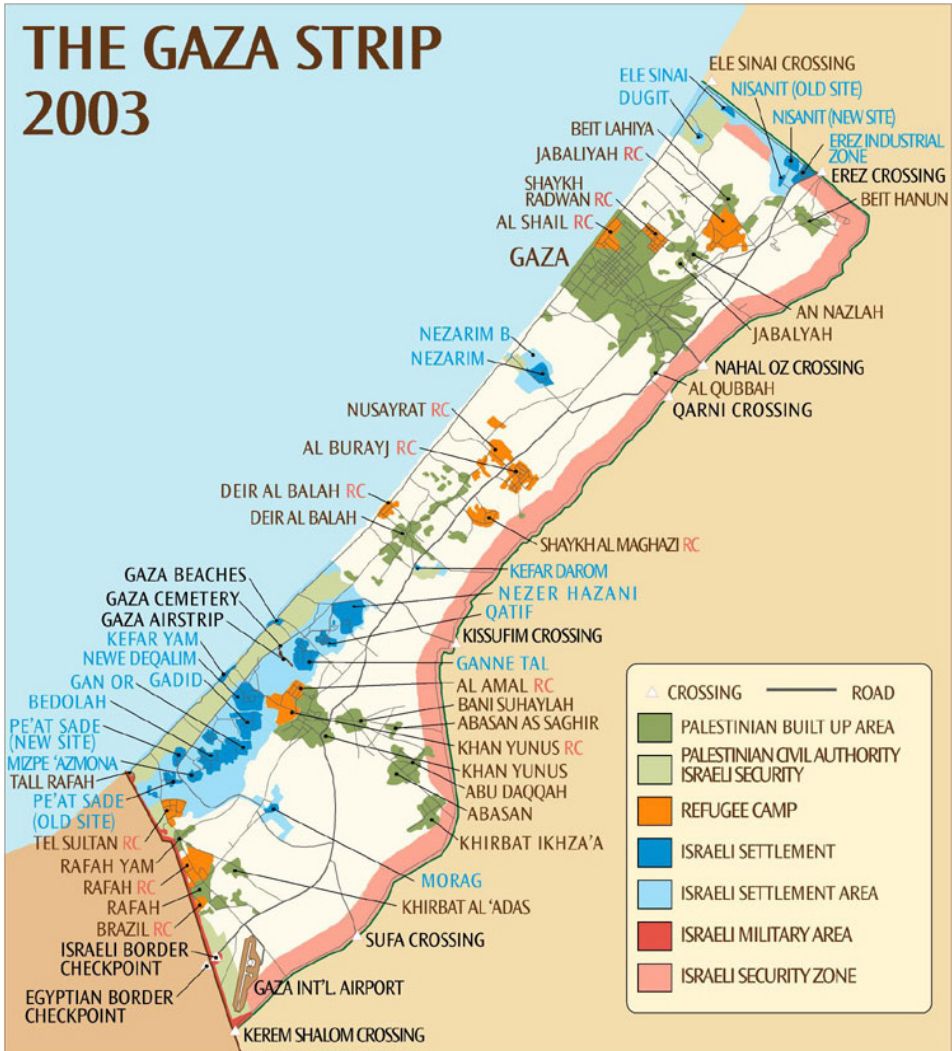 THE GAZA STRIP
2003
ELE SINAI CROSSING
ELE SINAI
DUGIT
NISANIT (OLD SITE)
NISANIT (NEW SITE)
EREZ INDUSTRIAL
ZONE
EREZ CROSSING
BEIT LAHIYA
JABALIYAH RC
SHAYKH
RADWAN RC
AL SHAIL RC
BEIT HANUN
GAZA
AN NAZLAH
JABALYAH
NEZARIM B
NEZARIM
NAHAL OZ CROSSING
AL QUBBAH
QARNI CROSSING
NUSAYRAT RC
AL BURAYJ RC
DEIR AL BALAH RC
DEIR AL BALAH
SHAYKH AL MAGHAZI RC
KEFAR DAROM
GAZA BEACHES
GAZA CEMETERY
GAZA AIRSTRIP
KEFAR YAM
NEWE DEQALIM
GADID
GAN OR
BEDOLAH
PE'AT SADE
(NEW SITE)
MIZPE 'AZMONA
TALL RAFAH
PE'AT SADE
(OLD SITE)
TEL SULTAN RC
RAFAH YAM
RAFAH RC
RAFAH
BRAZIL RC
ISRAELI BORDER
CHECKPOINT
EGYPTIAN BORDER
CHECKPOINT
NEZER HAZANI
QATIF
KISSUFIM CROSSING
GANNE TAL
AL AMAL RC
BANI SUHAYLAH
ABASAN AS SAGHIR
KHAN YUNUS RC
KHAN YUNUS
ABU DAQQAH
ABASAN
KHIRBAT IKHZA'A
MORAG
KHIRBAT AL 'ADAS
SUFA CROSSING
GAZA INT'L. AIRPORT
KEREM SHALOM CROSSING
CROSSING
ROAD
PALESTINIAN BUILT UP AREA
PALESTINIAN CIVIL AUTHORITY
ISRAELI SECURITY
REFUGEE CAMP
ISRAELI SETTLEMENT
ISRAELI SETTLEMENT AREA
ISRAELI MILITARY AREA
ISRAELI SECURITY ZONE